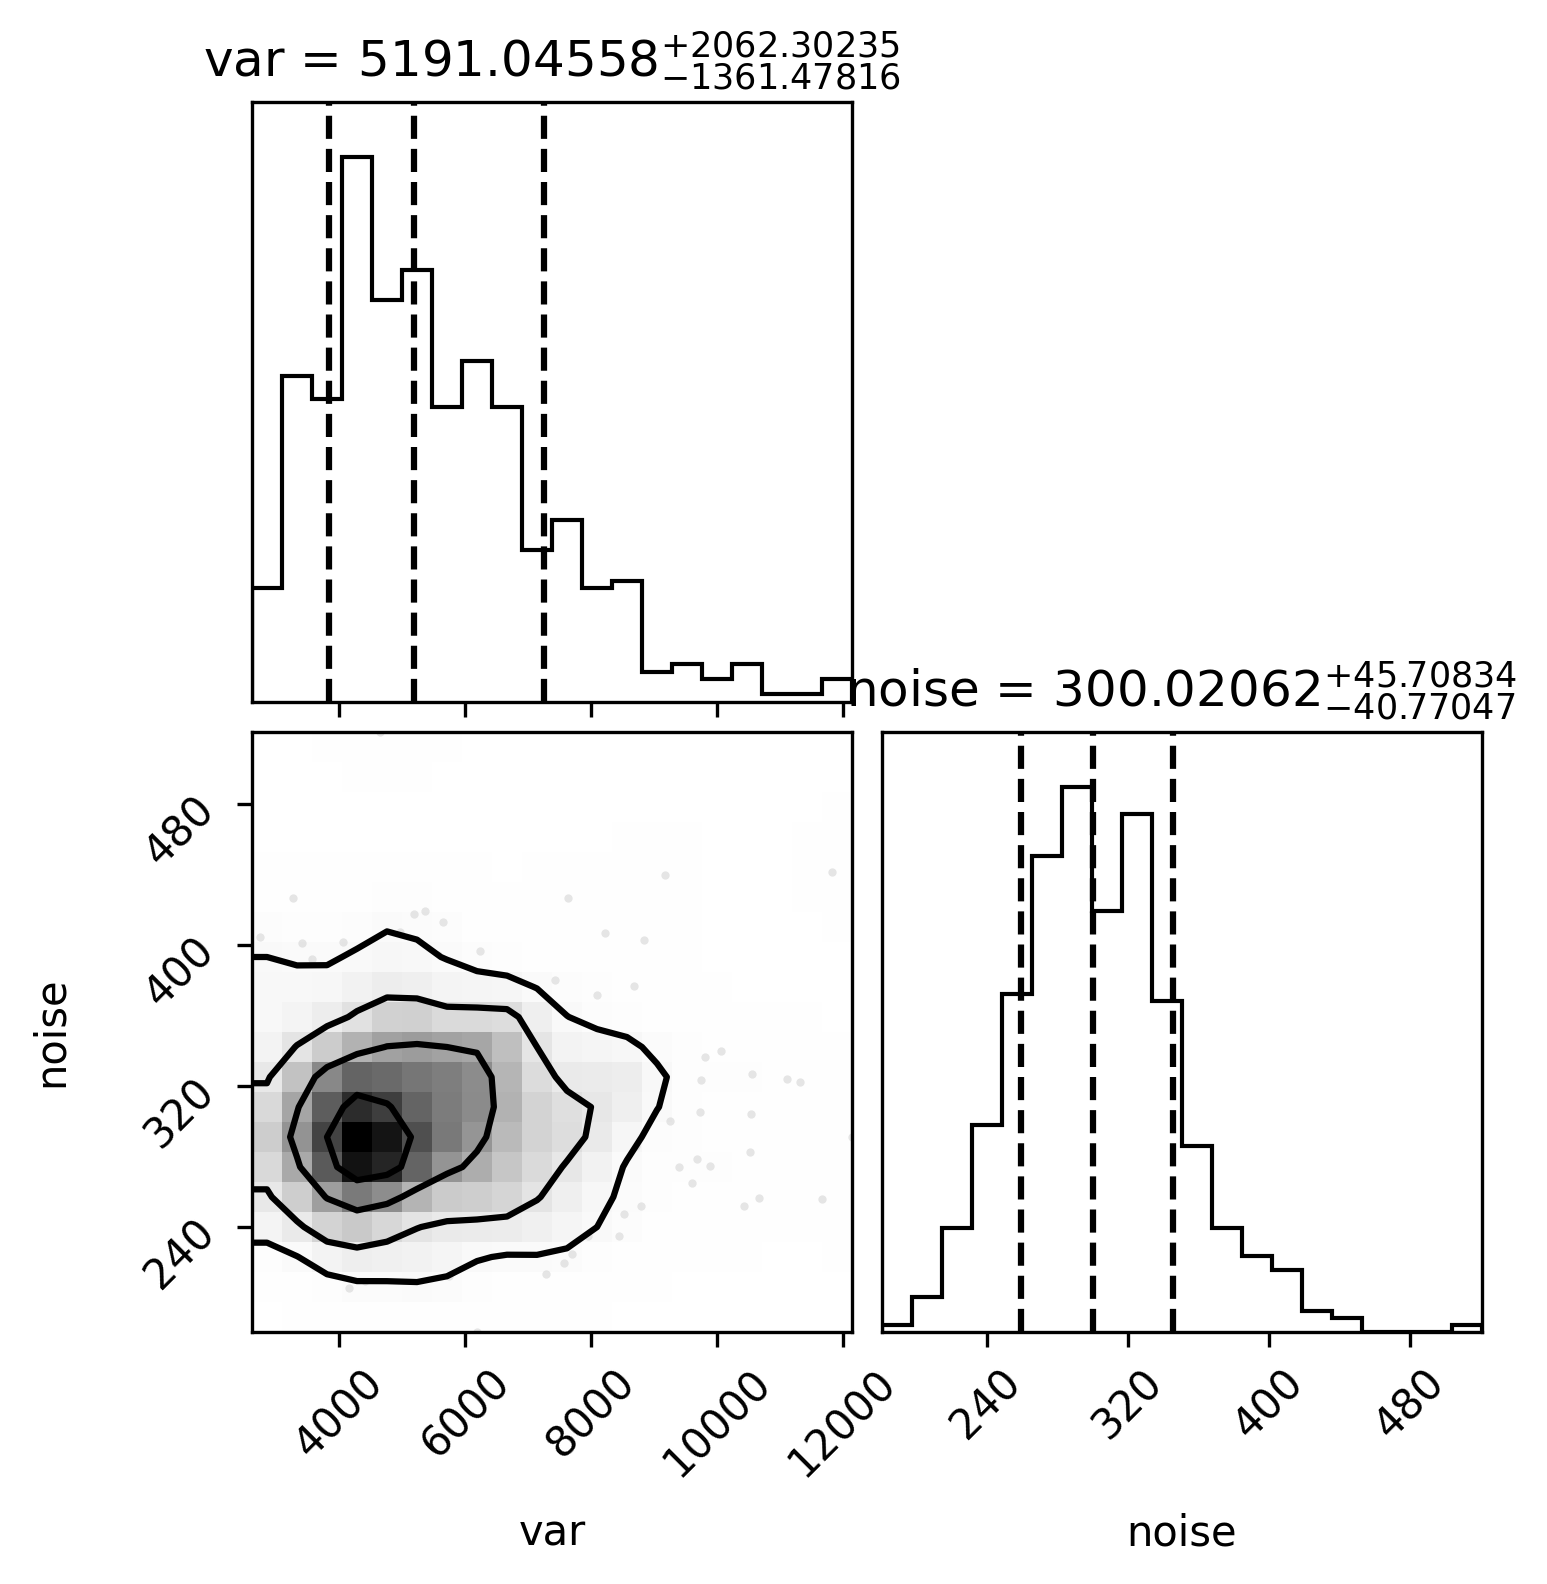 var = 5191.04558+2062.30235−1361.47816
noise = 300.02062+45.70834−40.77047
480
400
320
240
noise
4000 6000 8000 10000 12000
240 320 400 480
var
noise